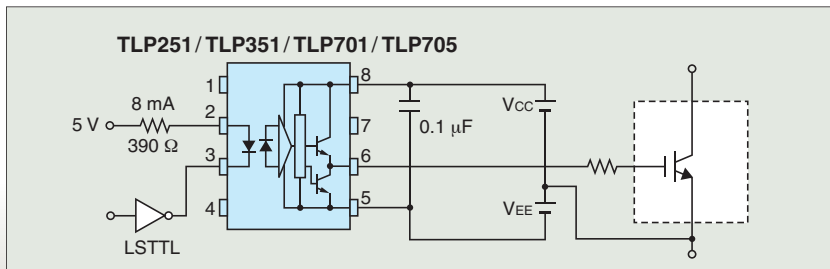 TLP251/TLP351/TLP701/TLP705
1
2
3
4
8
7
6
5
8 mA
5 V
390 Ω
LSTTL
0.1 μF
VCC
VEE